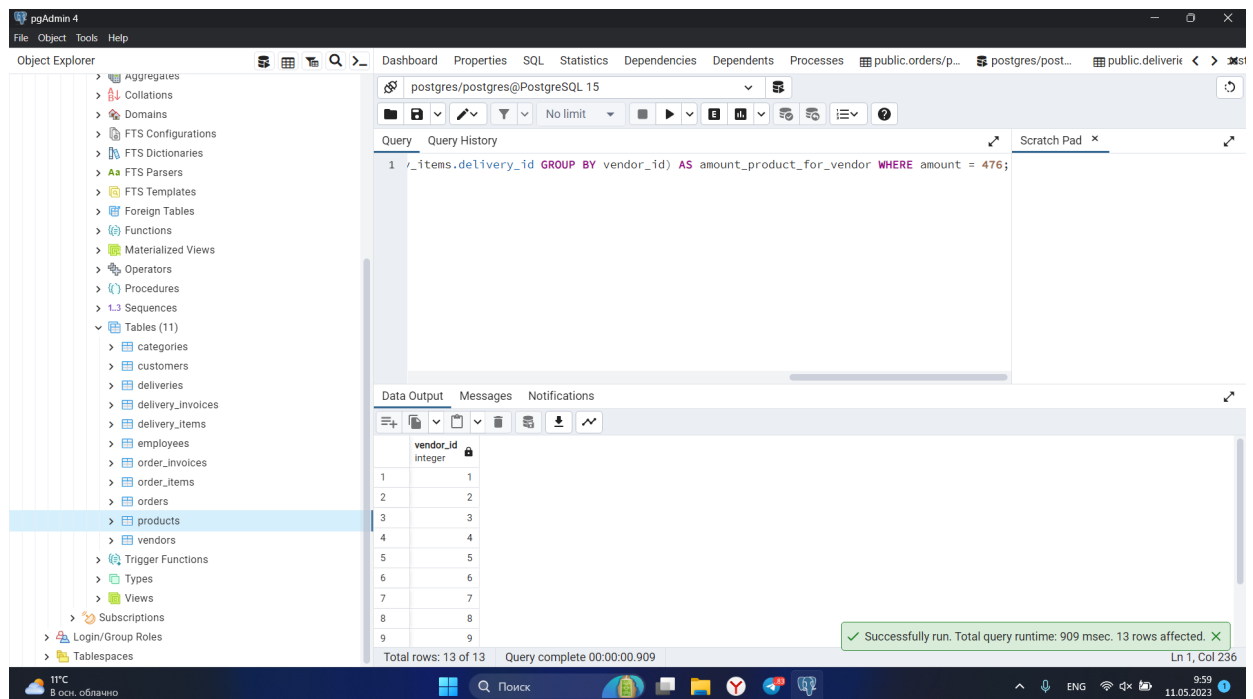 pgAdmin 4
File Object Tools Help
Object Explorer
Dashboard Properties SQL Statistics Dependencies Dependents Processes public.orders/p... postgres/post... public.deliverie
postgres/postgres@PostgreSQL 15
No limit
Query Query History
Scratch Pad
1 y_items.delivery_id GROUP BY vendor_id) AS amount_product_for_vendor WHERE amount = 476;
Aggregates
Collations
Domains
FTS Configurations
FTS Dictionaries
Aa FTS Parsers
FTS Templates
Foreign Tables
Functions
Materialized Views
Operators
Procedures
1..3 Sequences
Tables (11)
categories
customers
deliveries
delivery_invoices
delivery_items
employees
order_invoices
order_items
orders
products
vendors
Trigger Functions
Types
Views
Subscriptions
Login/Group Roles
Tablespaces
Data Output Messages Notifications
vendor_id
integer
1 1
2 2
3 3
4 4
5 5
6 6
7 7
8 8
9 9
Successfully run. Total query runtime: 909 msec. 13 rows affected.
Total rows: 13 of 13 Query complete 00:00:00.909
Ln 1, Col 236
11°C
В осн. облачно
Поиск
ENG
9:59
11.05.2023
1